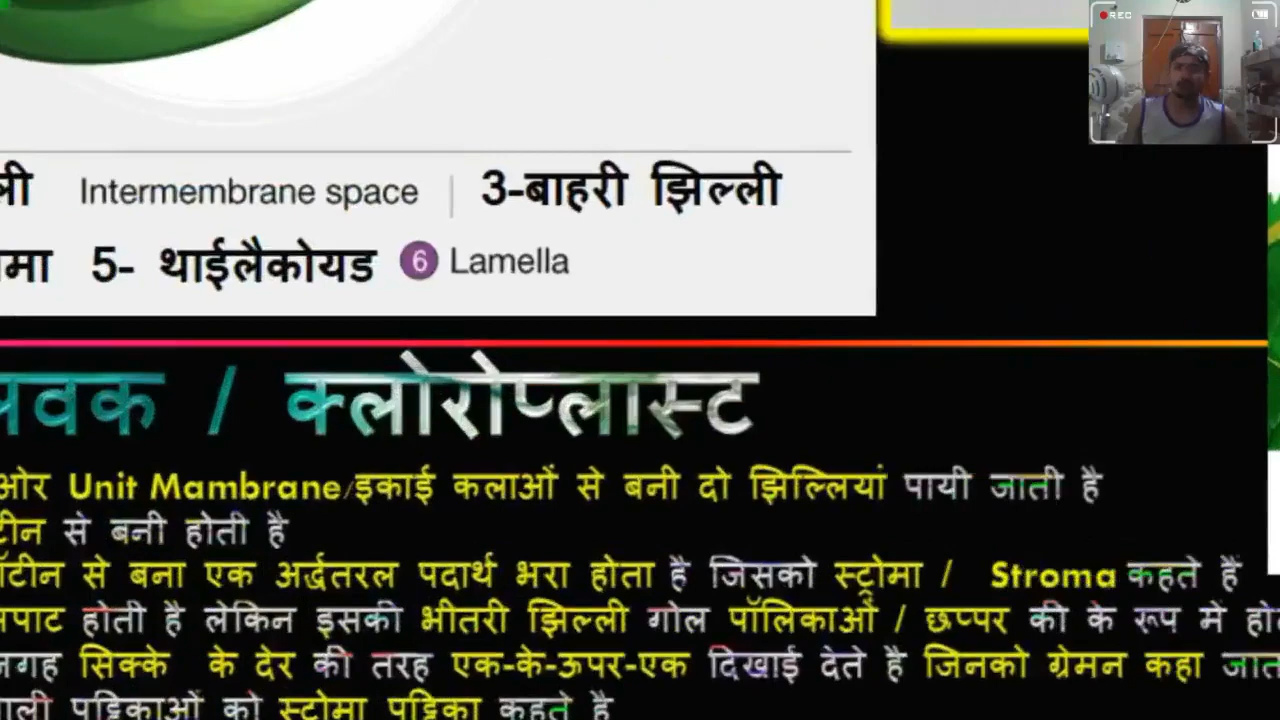 REC
ली Intermembrane space | 3-बाहरी झिल्ली
मा 5- थाईलैकोयड 6 Lamella
लवक / क्लोरोप्लास्ट
ओर Unit Mambrane/इकाई कलाओं से बनी दो झिल्लियां पायी जाती है
टीन से बनी होती है
ॉटीन से बना एक अर्द्धतरल पदार्थ भरा होता है जिसको स्ट्रोमा / Stroma कहते है
सपाट होती है लेकिन इसकी भीतरी झिल्ली गोल पॉलिकाओं / छप्पर की के रूप में
जगह सिक्के के देर की तरह एक-के-ऊपर-एक दिखाई देते है जिनको ग्रेमन कहा जात
वाली पट्टिकाओं को स्टोमा पट्टिका कहते है